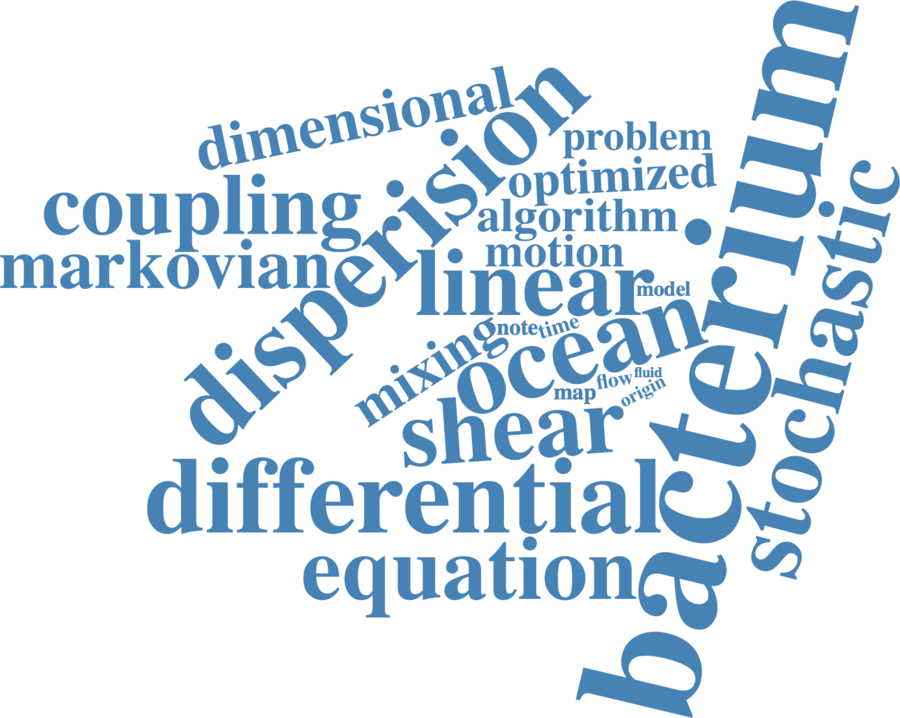 dimensional
disperision
problem
optimized
coupling
algorithm
markovian
motion
linear
model
bacterium
stochastic
mixing
note
time
ocean
map
flow
fluid
origin
shear
differential
equation